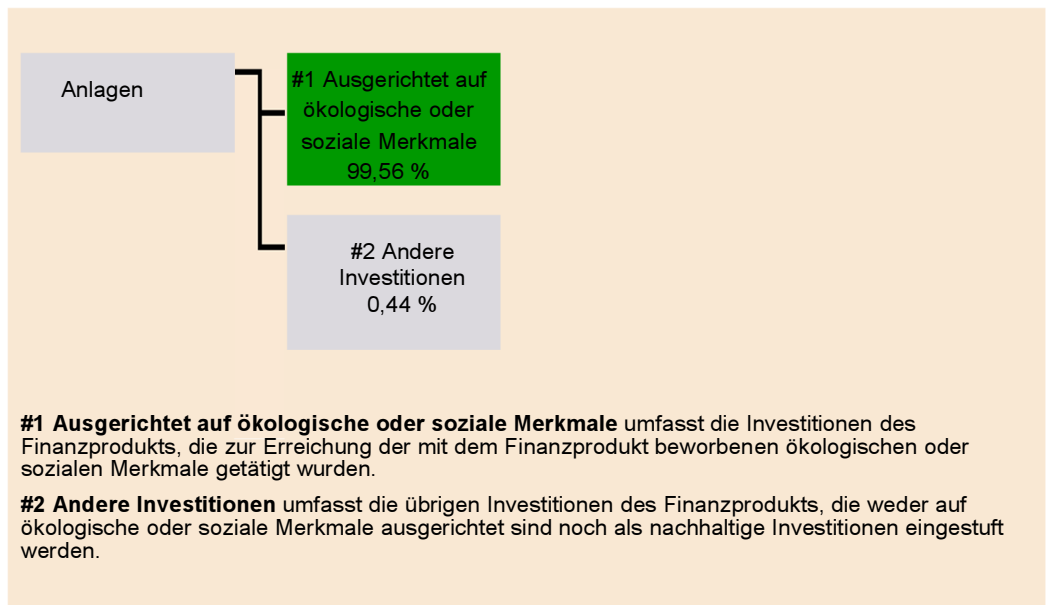 Anlagen
#1 Ausgerichtet auf
ökologische oder
soziale Merkmale
99,56 %
#2 Andere
Investitionen
0,44 %
#1 Ausgerichtet auf ökologische oder soziale Merkmale umfasst die Investitionen des
Finanzprodukts, die zur Erreichung der mit dem Finanzprodukt beworbenen ökologischen oder
sozialen Merkmale getätigt wurden.
#2 Andere Investitionen umfasst die übrigen Investitionen des Finanzprodukts, die weder auf
ökologische oder soziale Merkmale ausgerichtet sind noch als nachhaltige Investitionen eingestuft
werden.